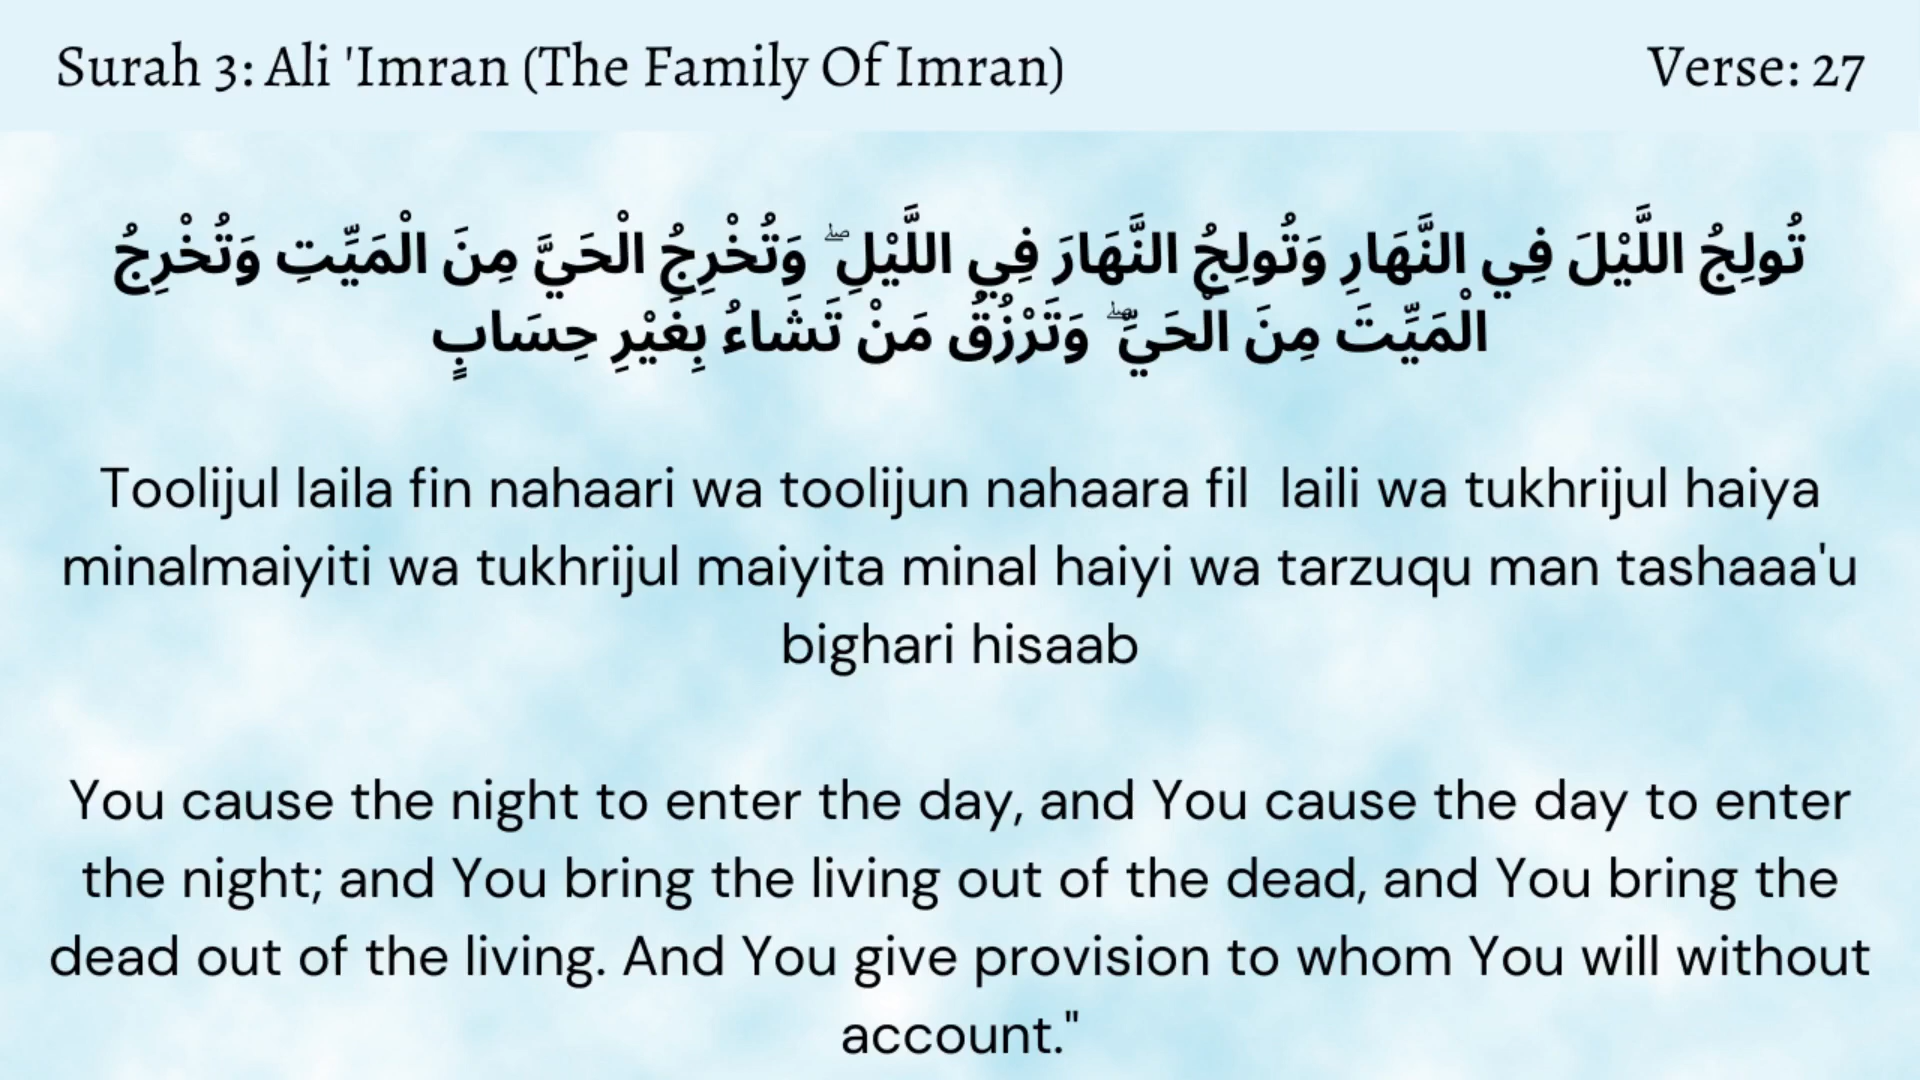 Surah 3: Ali 'Imran (The Family Of Imran)
Verse: 27
تُولِجُ اللَّيْلَ فِي النَّهَارِ وَتُولِجُ النَّهَارَ فِي اللَّيْلِ ۖ وَتُخْرِجُ الْحَيَّ مِنَ الْمَيِّتِ وَتُخْرِجُ
الْمَيِّتَ مِنَ الْحَيِّ ۖ وَتَرْزُقُ مَنْ تَشَاءُ بِغَيْرِ حِسَابٍ
Toolijul laila fin nahaari wa toolijun nahaara fil  laili wa tukhrijul haiya
minalmaiyiti wa tukhrijul maiyita minal haiyi wa tarzuqu man tashaaa'u
bighari hisaab
You cause the night to enter the day, and You cause the day to enter
the night; and You bring the living out of the dead, and You bring the
dead out of the living. And You give provision to whom You will without
account."